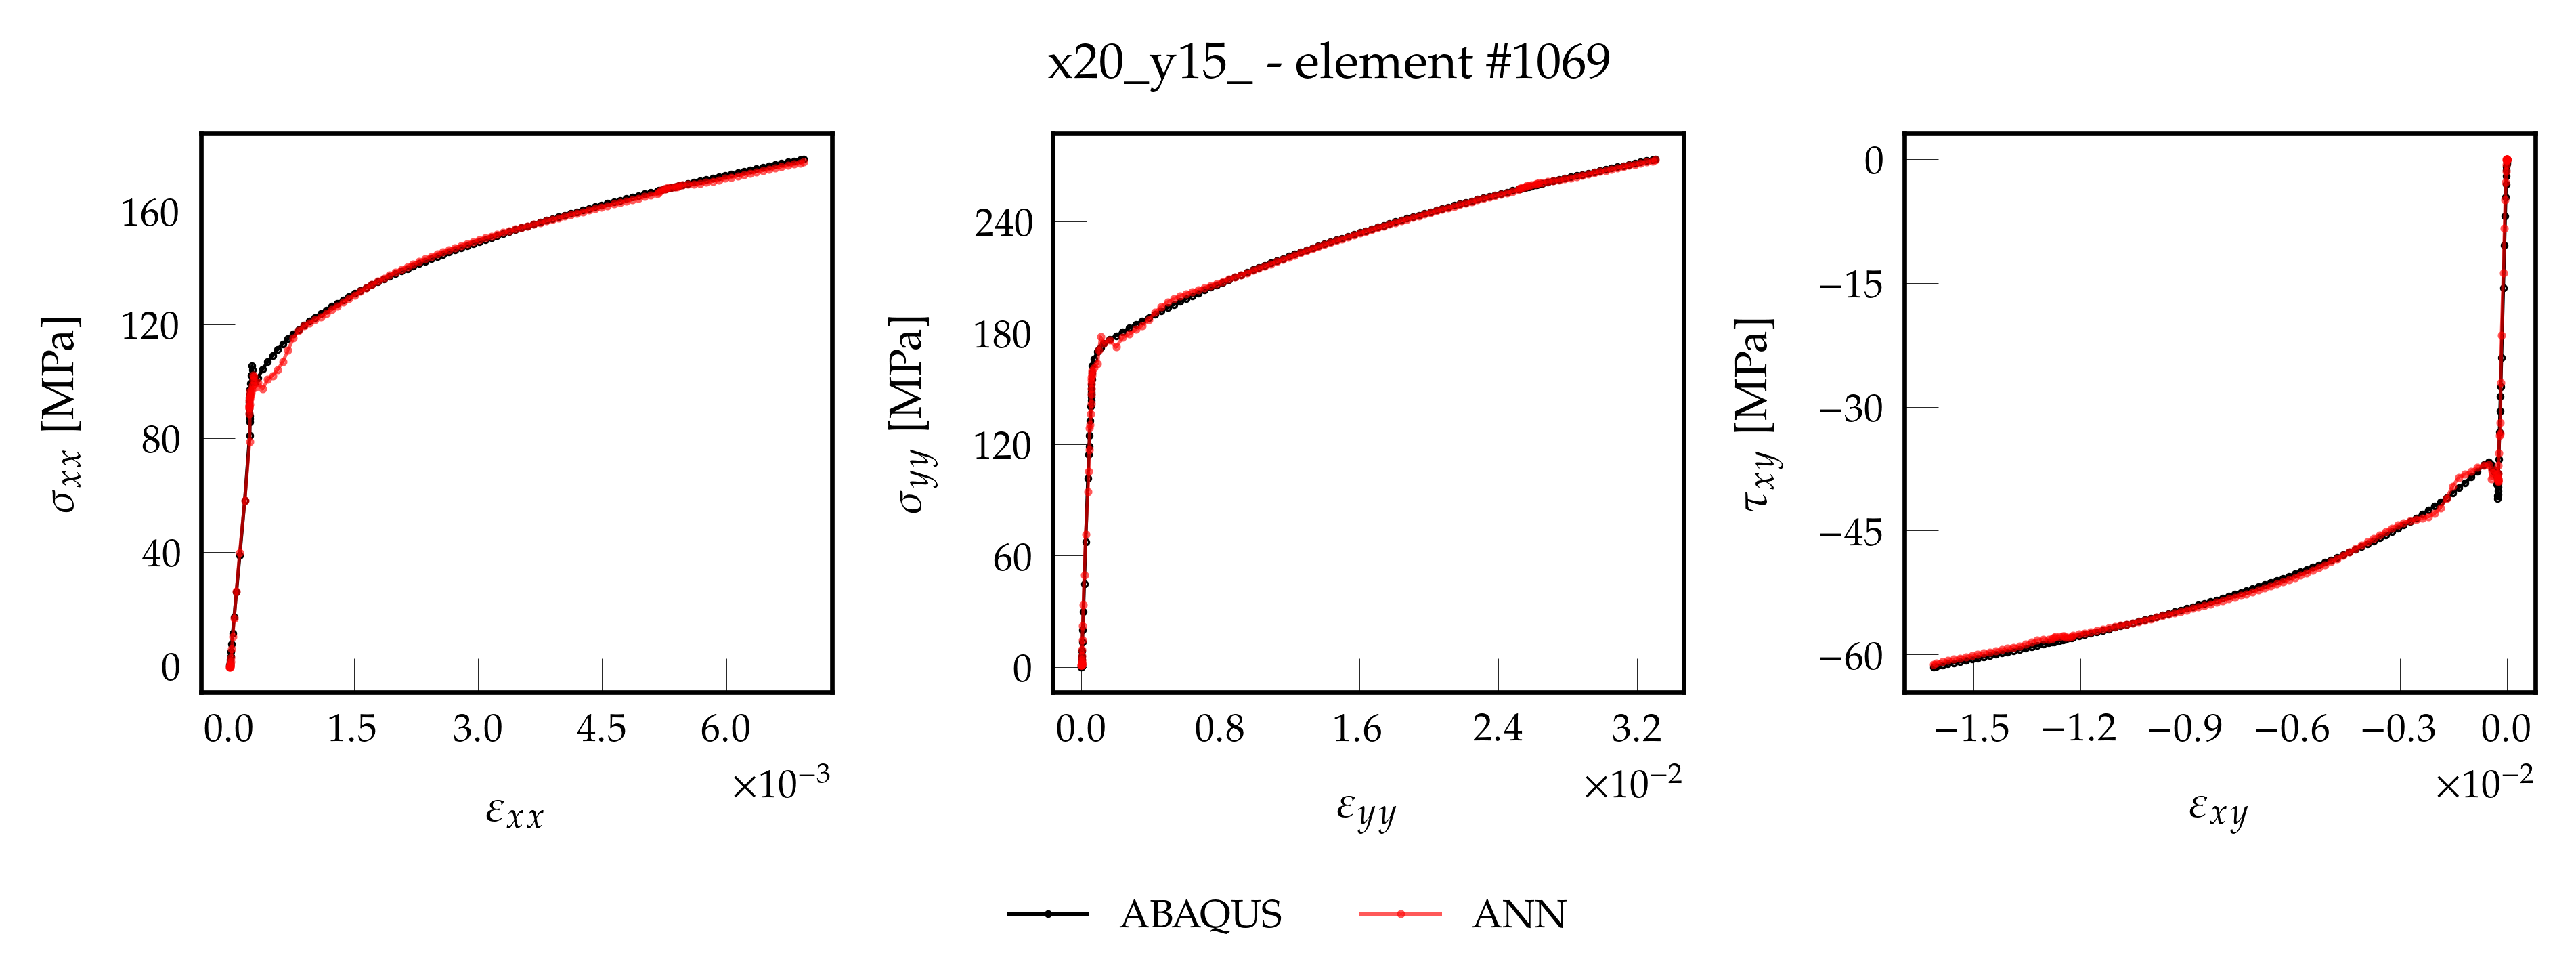 x20_y15_ - element #1069
σxx [MPa]
160
120
80
40
0
0.0 1.5 3.0 4.5 6.0
×10−3
εxx
σyy [MPa]
240
180
120
60
0
0.0 0.8 1.6 2.4 3.2
×10−2
εyy
τxy [MPa]
0
−15
−30
−45
−60
−1.5 −1.2 −0.9 −0.6 −0.3 0.0
×10−2
εxy
ABAQUS ANN